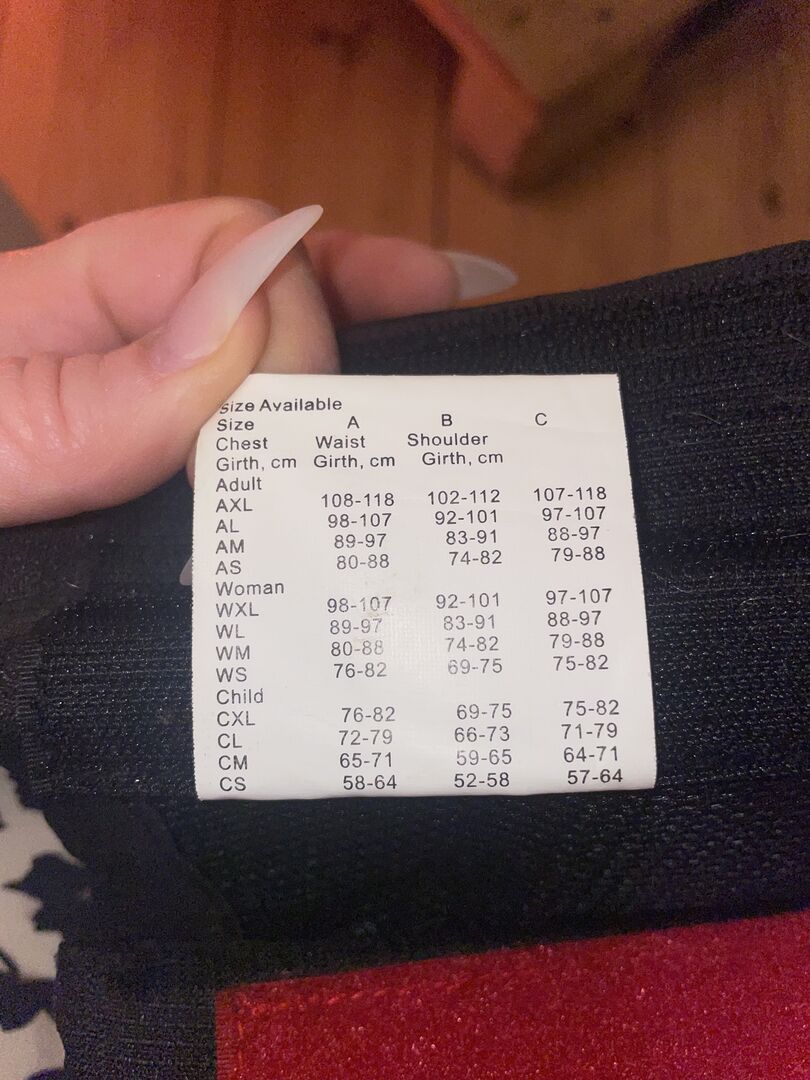 Size Available
Size A B C
Chest Waist Shoulder
Girth, cm Girth, cm Girth, cm
Adult
AXL 108-118 102-112 107-118
AL 98-107 92-101 97-107
AM 89-97 83-91 88-97
AS 80-88 74-82 79-88
Woman
WXL 98-107 92-101 97-107
WL 89-97 83-91 88-97
WM 80-88 74-82 79-88
WS 76-82 69-75 75-82
Child
CXL 76-82 69-75 75-82
CL 72-79 66-73 71-79
CM 65-71 59-65 64-71
CS 58-64 52-58 57-64